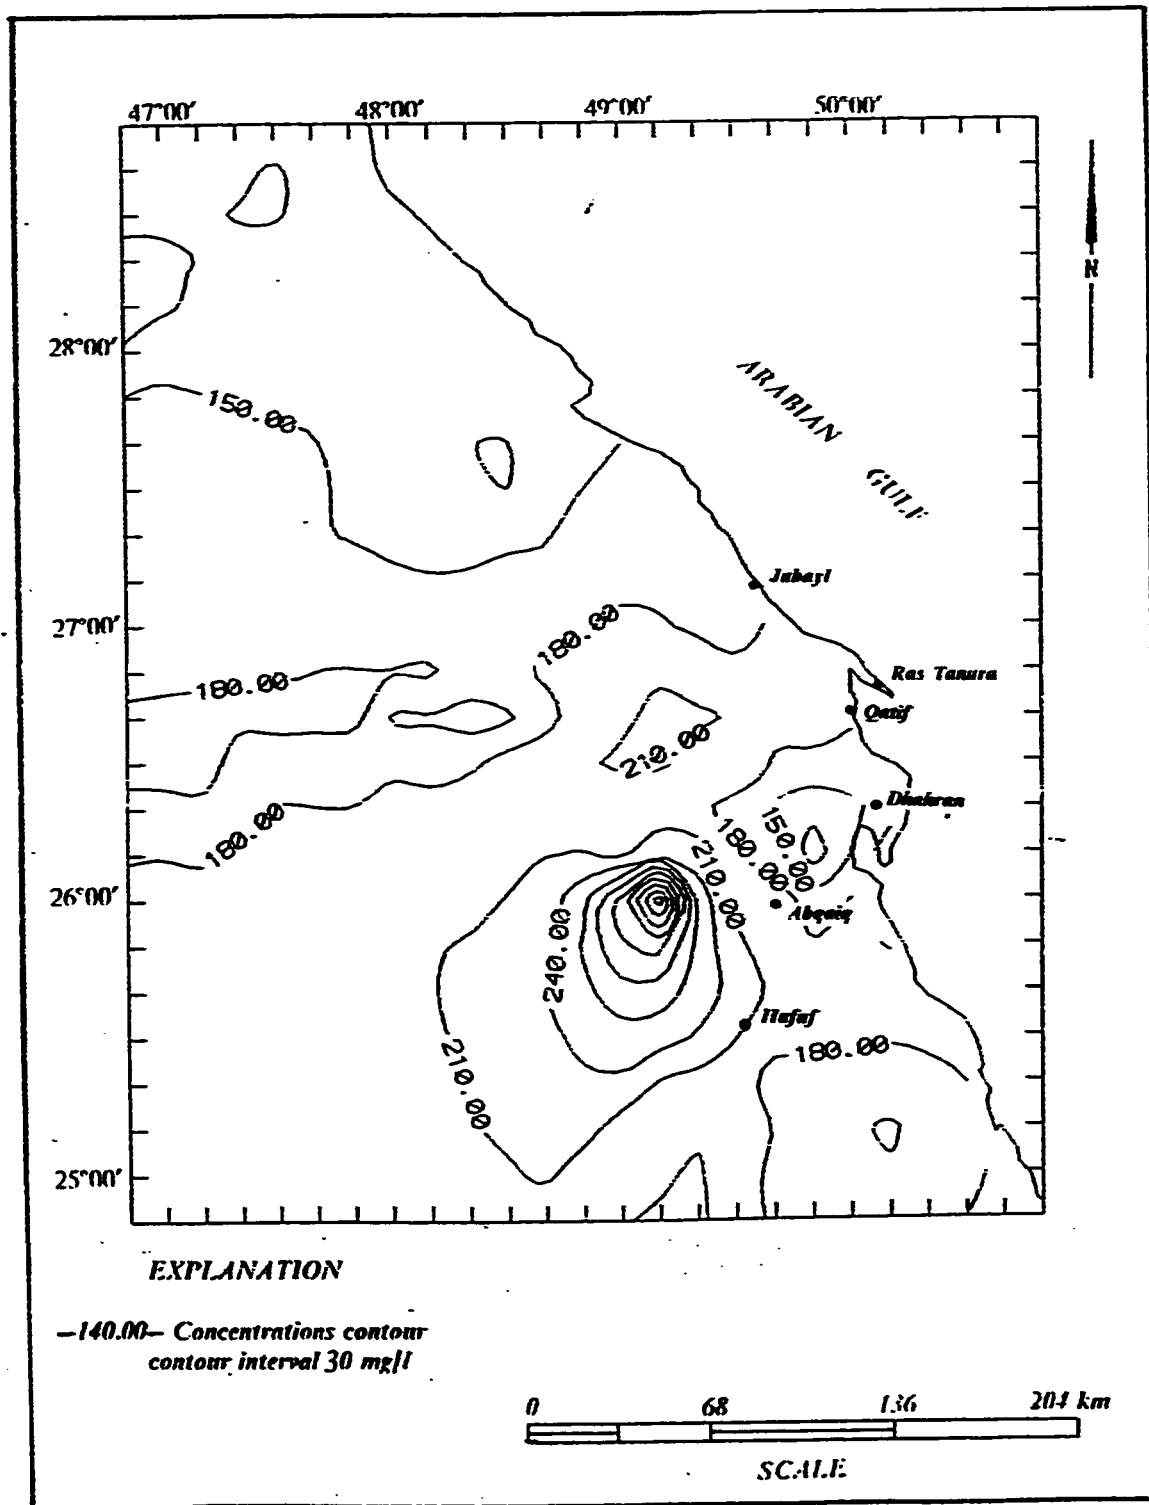 47°00′ 48°00′ 49°00′ 50°00′
N
28°00′
ARABIAN
GULF
150.00
Jubayl
27°00′
180.00
180.00
Ras Tanura
Qatif
210.00
Dhahran
180.00
150.00
180.00
210.00
26°00′
Abqaiq
240.00
Hufuf
210.00
180.00
25°00′
EXPLANATION
—140.00— Concentrations contour
contour interval 30 mg/l
0 68 136 204 km
SCALE